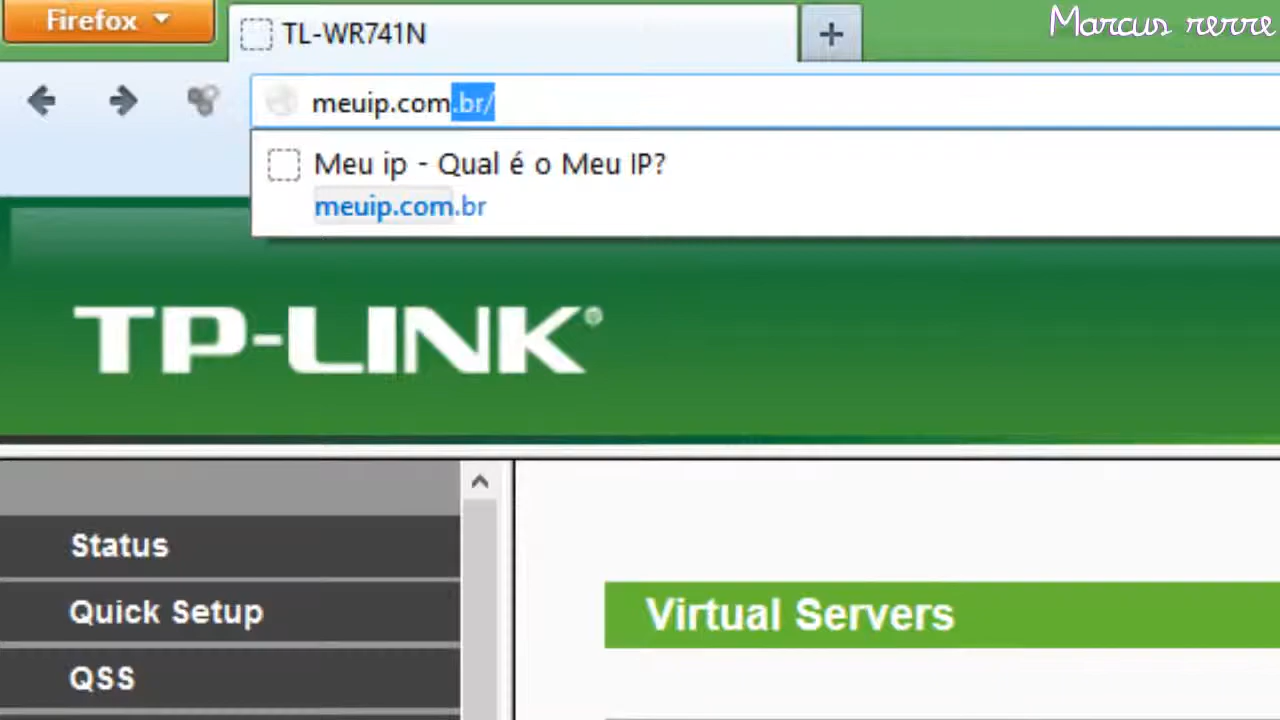 Firefox
TL-WR741N
+
Marcus
meuip.com.br/
Meu ip - Qual é o Meu IP?
meuip.com.br
TP-LINK®
Status
Quick Setup
QSS
Virtual Servers